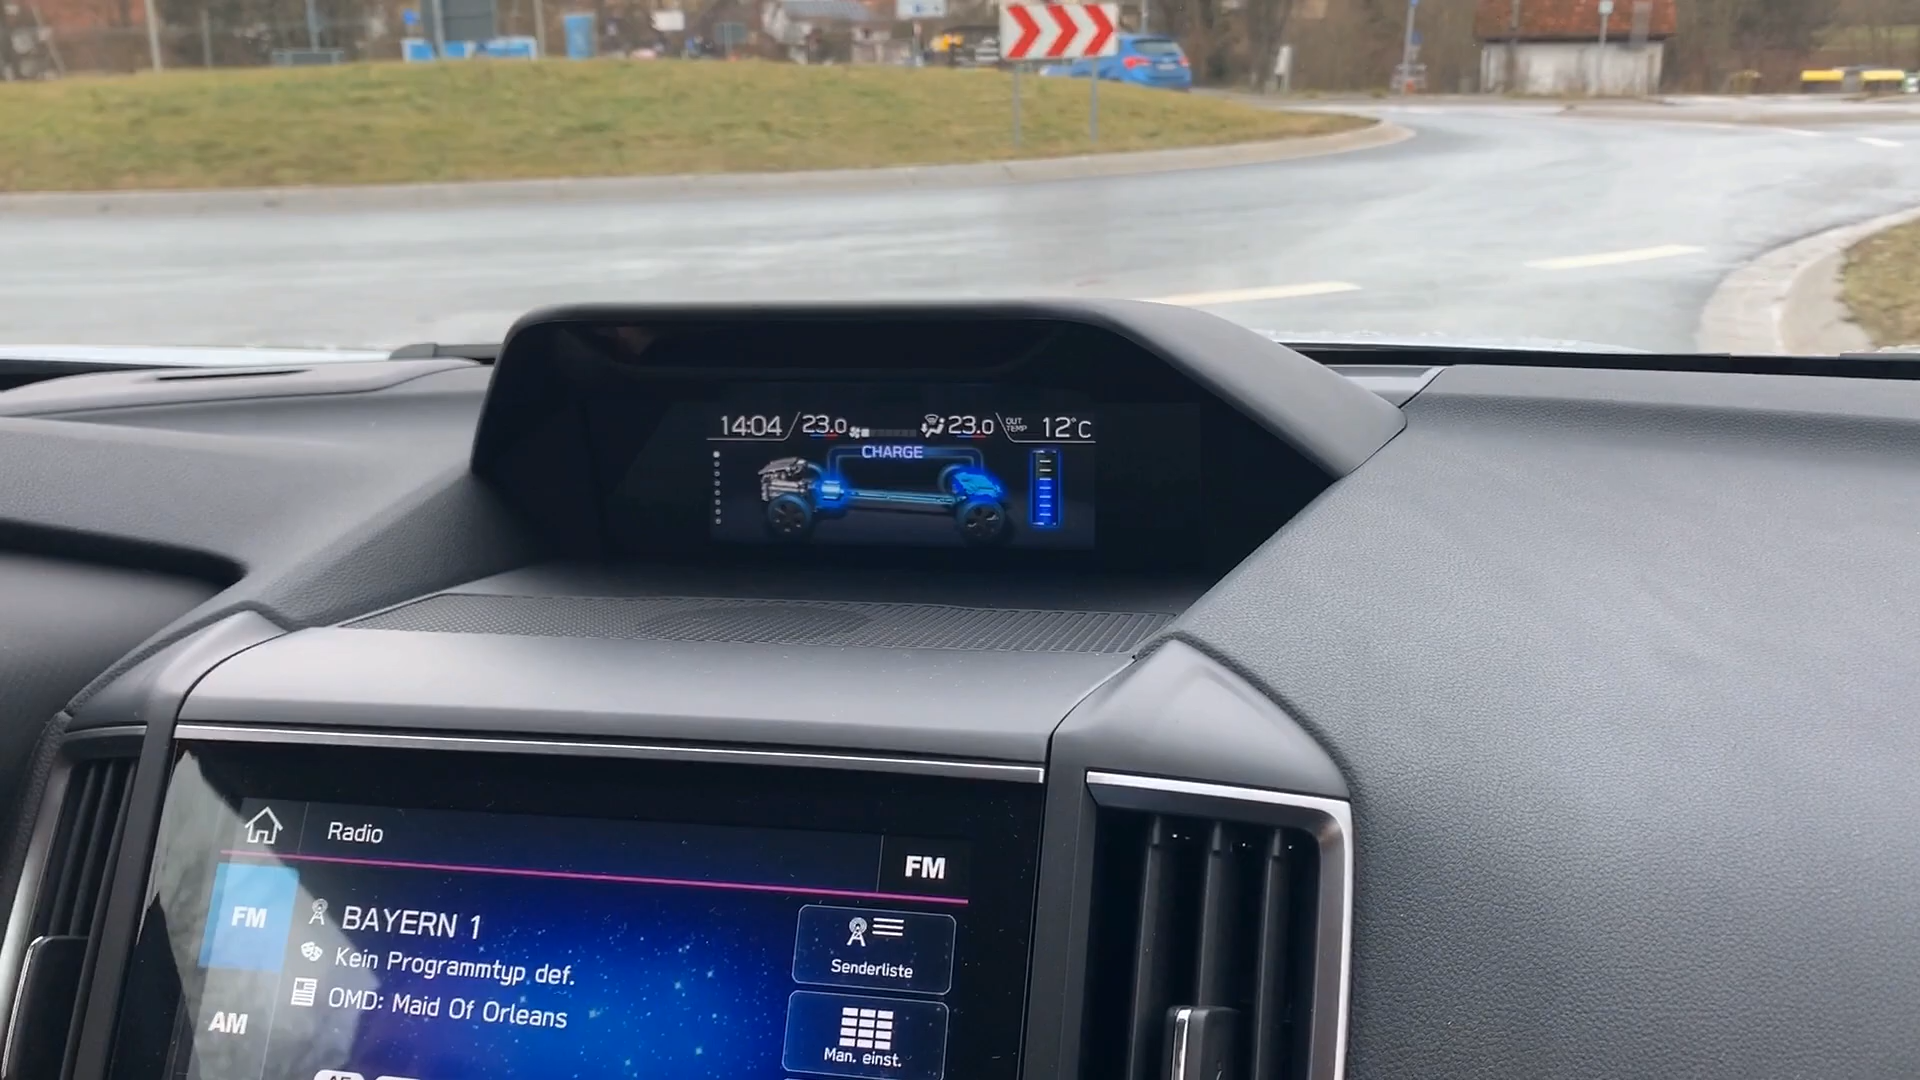 14:04 23.0 23.0 OUT TEMP 12°C
CHARGE
Radio
FM
FM
BAYERN 1
Kein Programmtyp def.
OMD: Maid Of Orleans
Senderliste
AM
Man. einst.